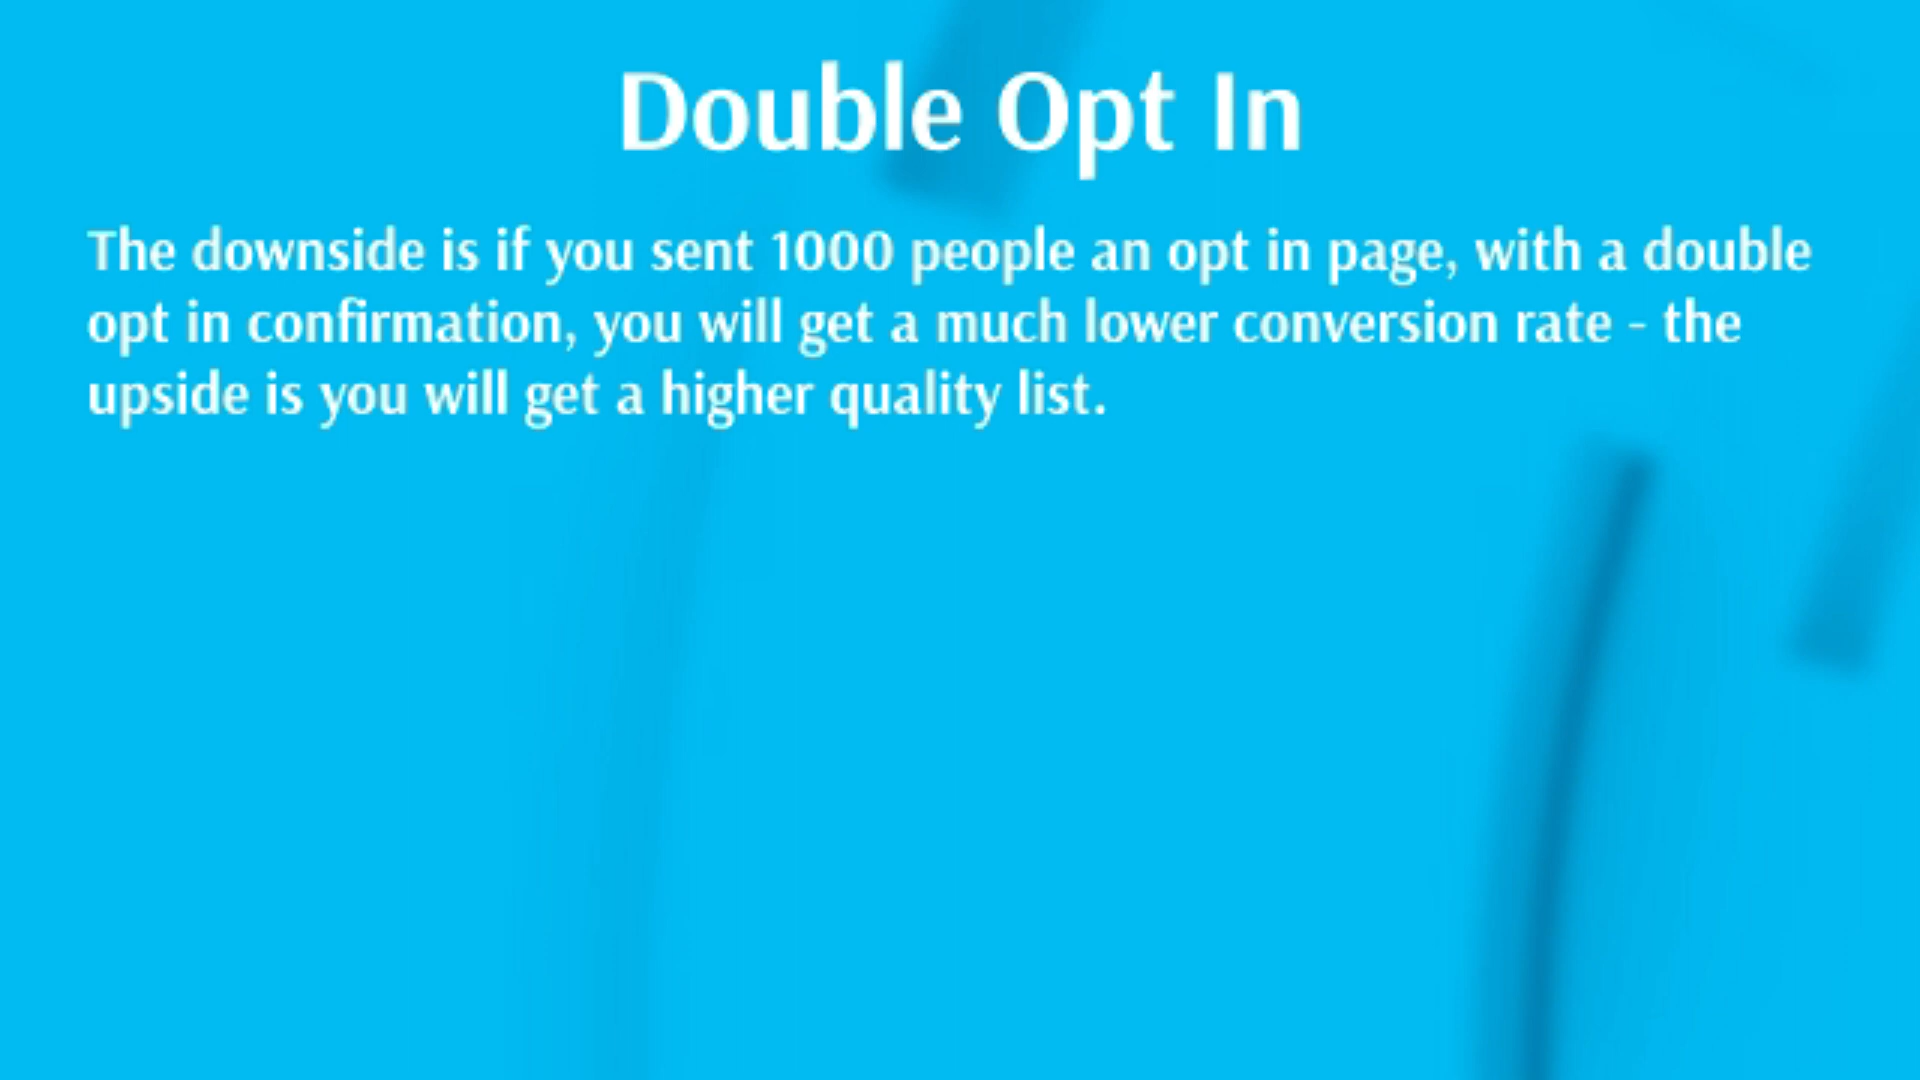 Double Opt In
The downside is if you sent 1000 people an opt in page, with a double
opt in confirmation, you will get a much lower conversion rate - the
upside is you will get a higher quality list.